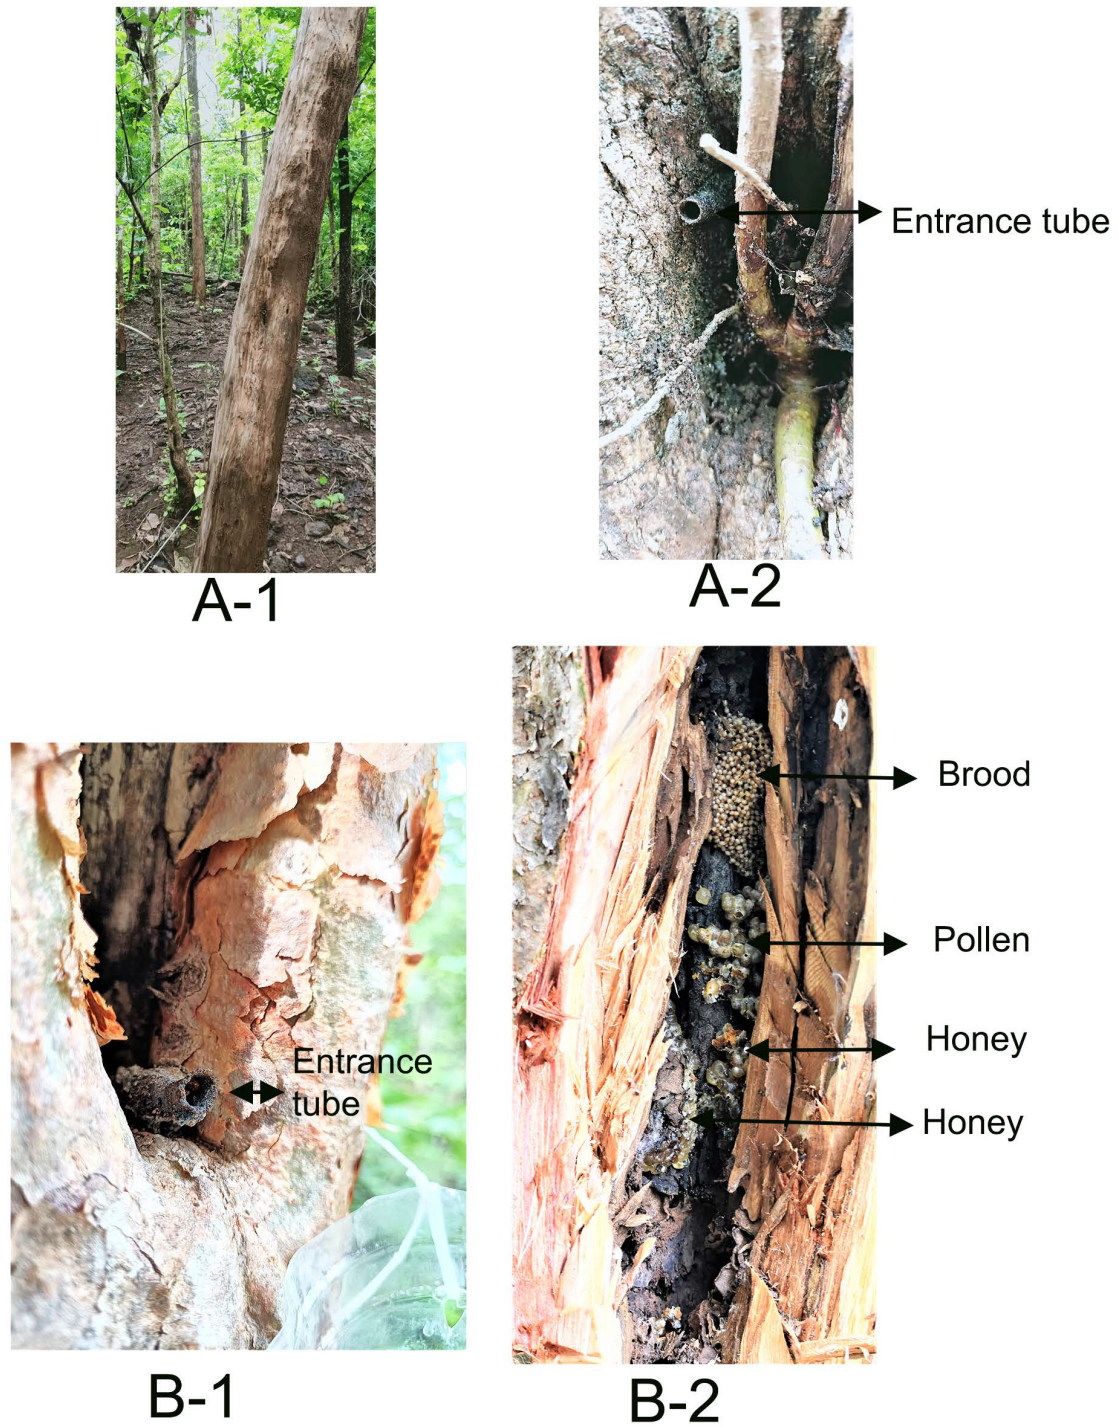 Entrance tube
A-1
A-2
Entrance
tube
Brood
Pollen
Honey
Honey
B-1
B-2